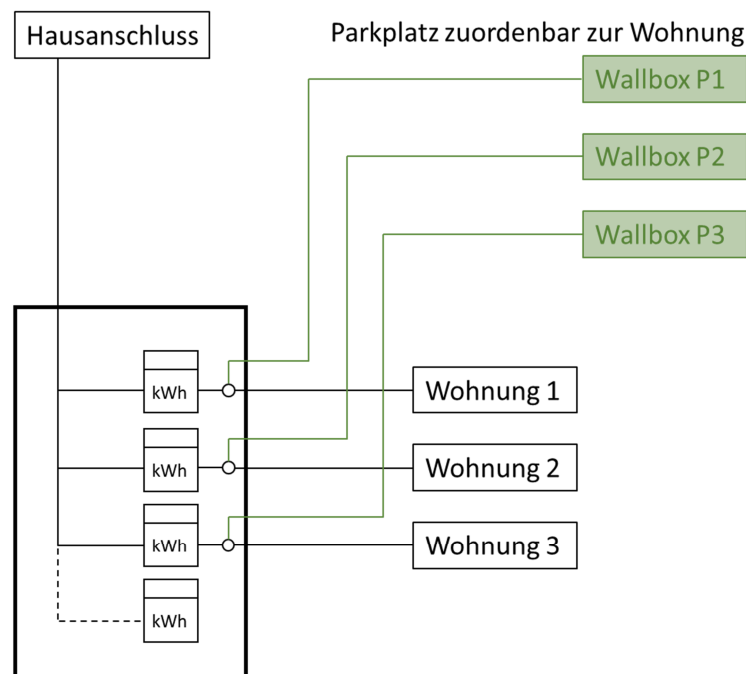 Hausanschluss
Parkplatz zuordenbar zur Wohnung
Wallbox P1
Wallbox P2
Wallbox P3
kWh
Wohnung 1
kWh
Wohnung 2
kWh
Wohnung 3
kWh